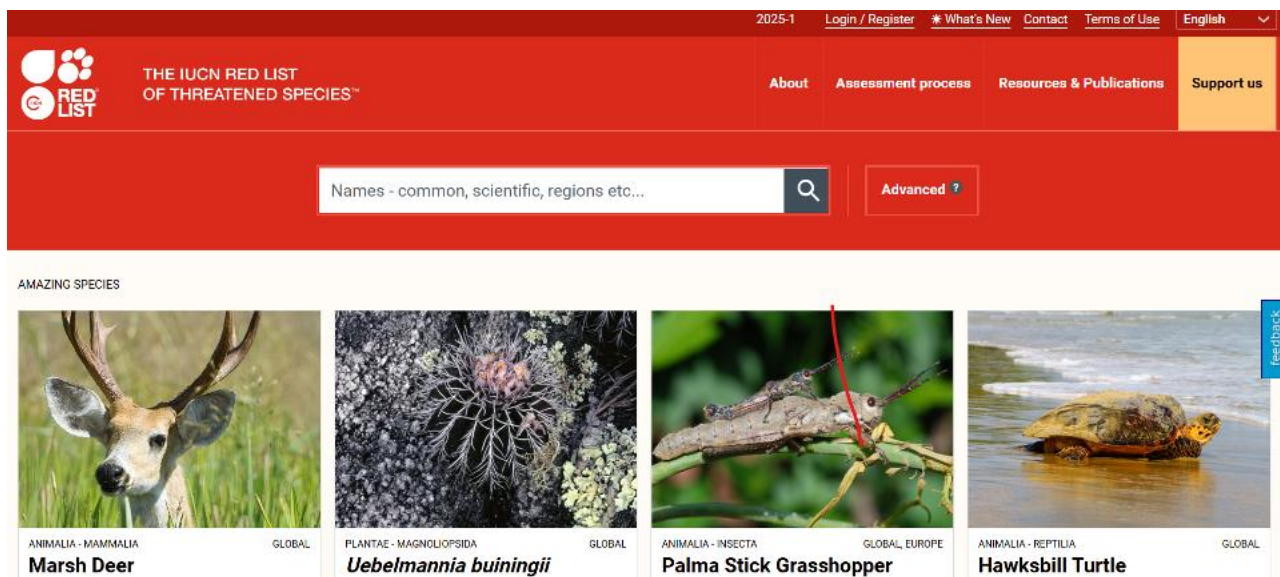 2025-1 Login / Register ✷ What's New Contact Terms of Use English
THE IUCN RED LIST
OF THREATENED SPECIES™
RED
LIST
About Assessment process Resources & Publications Support us
Names - common, scientific, regions etc...
Advanced ?
AMAZING SPECIES
feedback
ANIMALIA - MAMMALIA GLOBAL PLANTAE - MAGNOLIOPSIDA GLOBAL ANIMALIA - INSECTA GLOBAL, EUROPE ANIMALIA - REPTILIA GLOBAL
Marsh Deer Uebelmannia buiningii Palma Stick Grasshopper Hawksbill Turtle